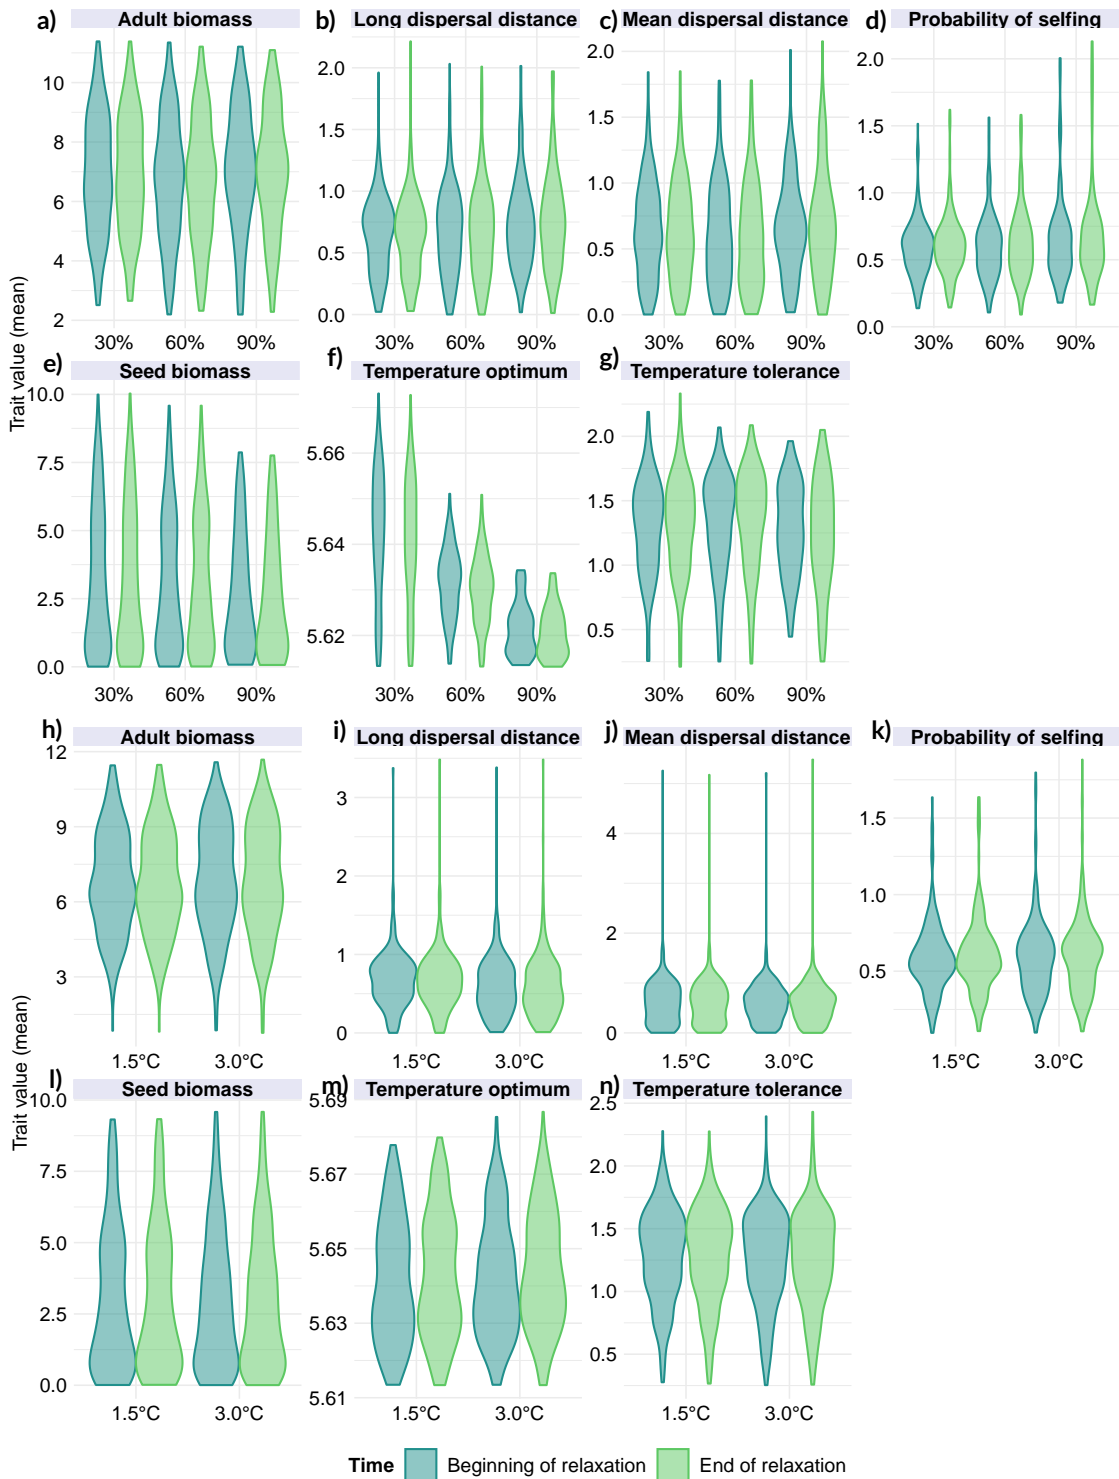 a) Adult biomass
b) Long dispersal distance
c) Mean dispersal distance
d) Probability of selfing
10
8
6
4
2
2.0
1.5
1.0
0.5
0.0
2.0
1.5
1.0
0.5
0.0
2.0
1.5
1.0
0.5
0.0
30% 60% 90%
30% 60% 90%
30% 60% 90%
30% 60% 90%
Trait value (mean)
e) Seed biomass
f) Temperature optimum
g) Temperature tolerance
10.0
7.5
5.0
2.5
0.0
5.66
5.64
5.62
2.0
1.5
1.0
0.5
30% 60% 90%
30% 60% 90%
30% 60% 90%
h) Adult biomass
i) Long dispersal distance
j) Mean dispersal distance
k) Probability of selfing
12
9
6
3
3
2
1
0
4
2
0
1.5
1.0
0.5
1.5°C 3.0°C
1.5°C 3.0°C
1.5°C 3.0°C
1.5°C 3.0°C
Trait value (mean)
l) Seed biomass
m) Temperature optimum
n) Temperature tolerance
10.0
7.5
5.0
2.5
0.0
5.69
5.67
5.65
5.63
5.61
2.5
2.0
1.5
1.0
0.5
1.5°C 3.0°C
1.5°C 3.0°C
1.5°C 3.0°C
Time Beginning of relaxation End of relaxation